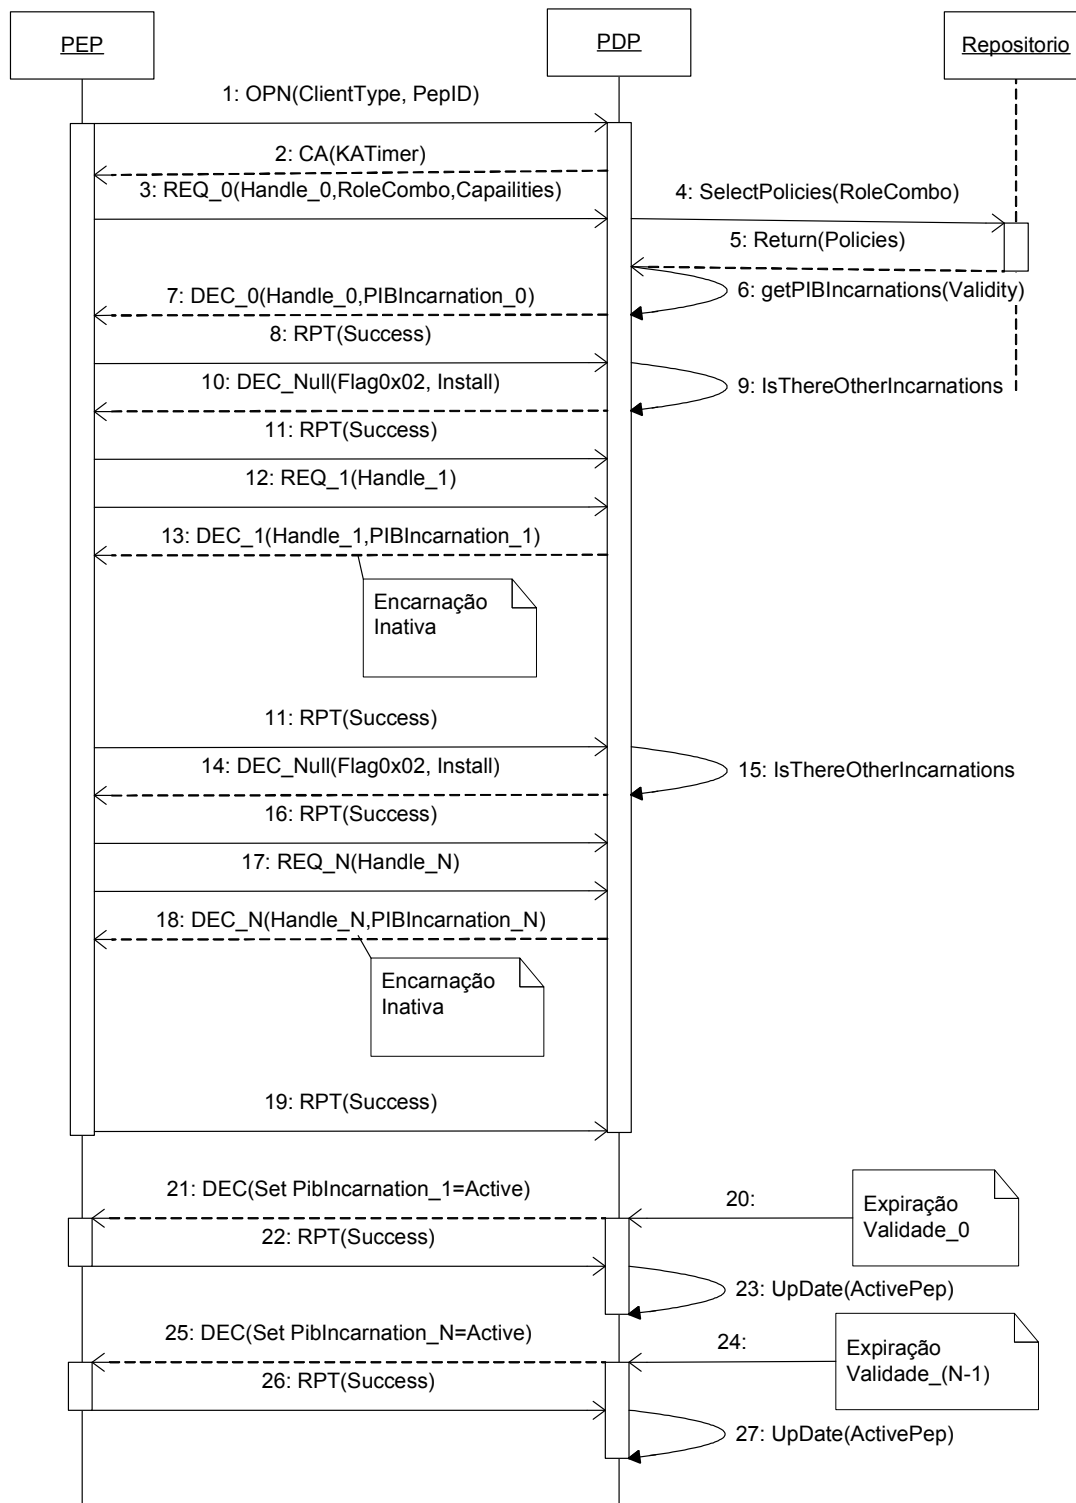 PEP
PDP
Repositorio
1: OPN(ClientType, PepID)
2: CA(KATimer)
3: REQ_0(Handle_0,RoleCombo,Capailities)
4: SelectPolicies(RoleCombo)
5: Return(Policies)
6: getPIBIncarnations(Validity)
7: DEC_0(Handle_0,PIBIncarnation_0)
8: RPT(Success)
9: IsThereOtherIncarnations
10: DEC_Null(Flag0x02, Install)
11: RPT(Success)
12: REQ_1(Handle_1)
13: DEC_1(Handle_1,PIBIncarnation_1)
Encarnação
Inativa
11: RPT(Success)
14: DEC_Null(Flag0x02, Install)
15: IsThereOtherIncarnations
16: RPT(Success)
17: REQ_N(Handle_N)
18: DEC_N(Handle_N,PIBIncarnation_N)
Encarnação
Inativa
19: RPT(Success)
21: DEC(Set PibIncarnation_1=Active)
20:
Expiração
Validade_0
22: RPT(Success)
23: UpDate(ActivePep)
25: DEC(Set PibIncarnation_N=Active)
24:
Expiração
Validade_(N-1)
26: RPT(Success)
27: UpDate(ActivePep)